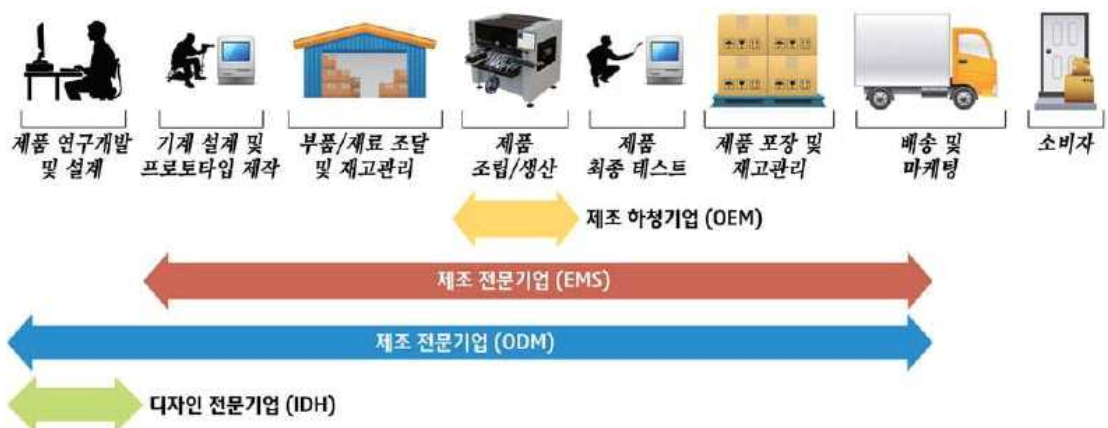 제품 연구개발
및 설계
기계 설계 및
프로토타입 제작
부품/재료 조달
및 재고관리
제품
조립/생산
제품
최종 테스트
제품 포장 및
재고관리
배송 및
마케팅
소비자
제조 하청기업 (OEM)
제조 전문기업 (EMS)
제조 전문기업 (ODM)
디자인 전문기업 (IDH)